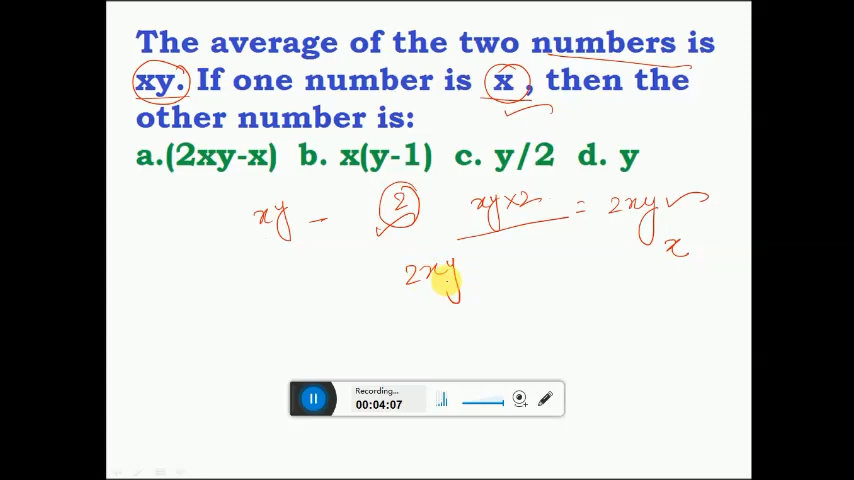 The average of the two numbers is
xy. If one number is x , then the
other number is:
a.(2xy-x) b. x(y-1) c. y/2 d. y
xy - 2 xy×2 = 2xy
x
2xy
Recording...
00:04:07